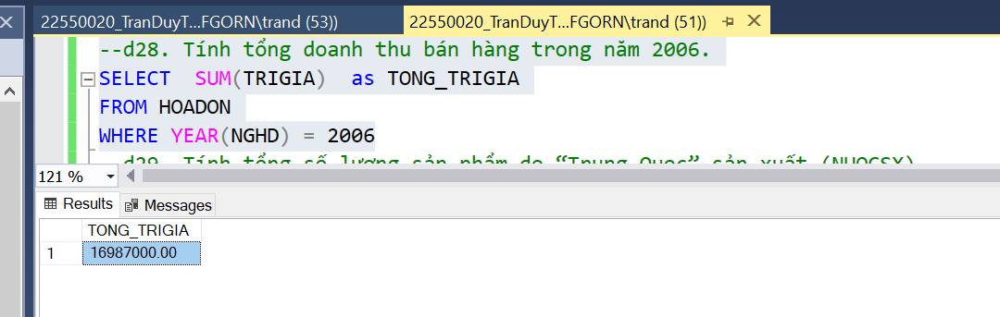 22550020_TranDuyT...FGORN\trand (53))
22550020_TranDuyT...FGORN\trand (51))
--d28. Tính tổng doanh thu bán hàng trong năm 2006.
SELECT SUM(TRIGIA) as TONG_TRIGIA
FROM HOADON
WHERE YEAR(NGHD) = 2006
d29. Tính tổng số lượng sản phẩm do “Trung Quoc” sản xuất (NUOCSX)
121 %
Results
Messages
TONG_TRIGIA
1 16987000.00